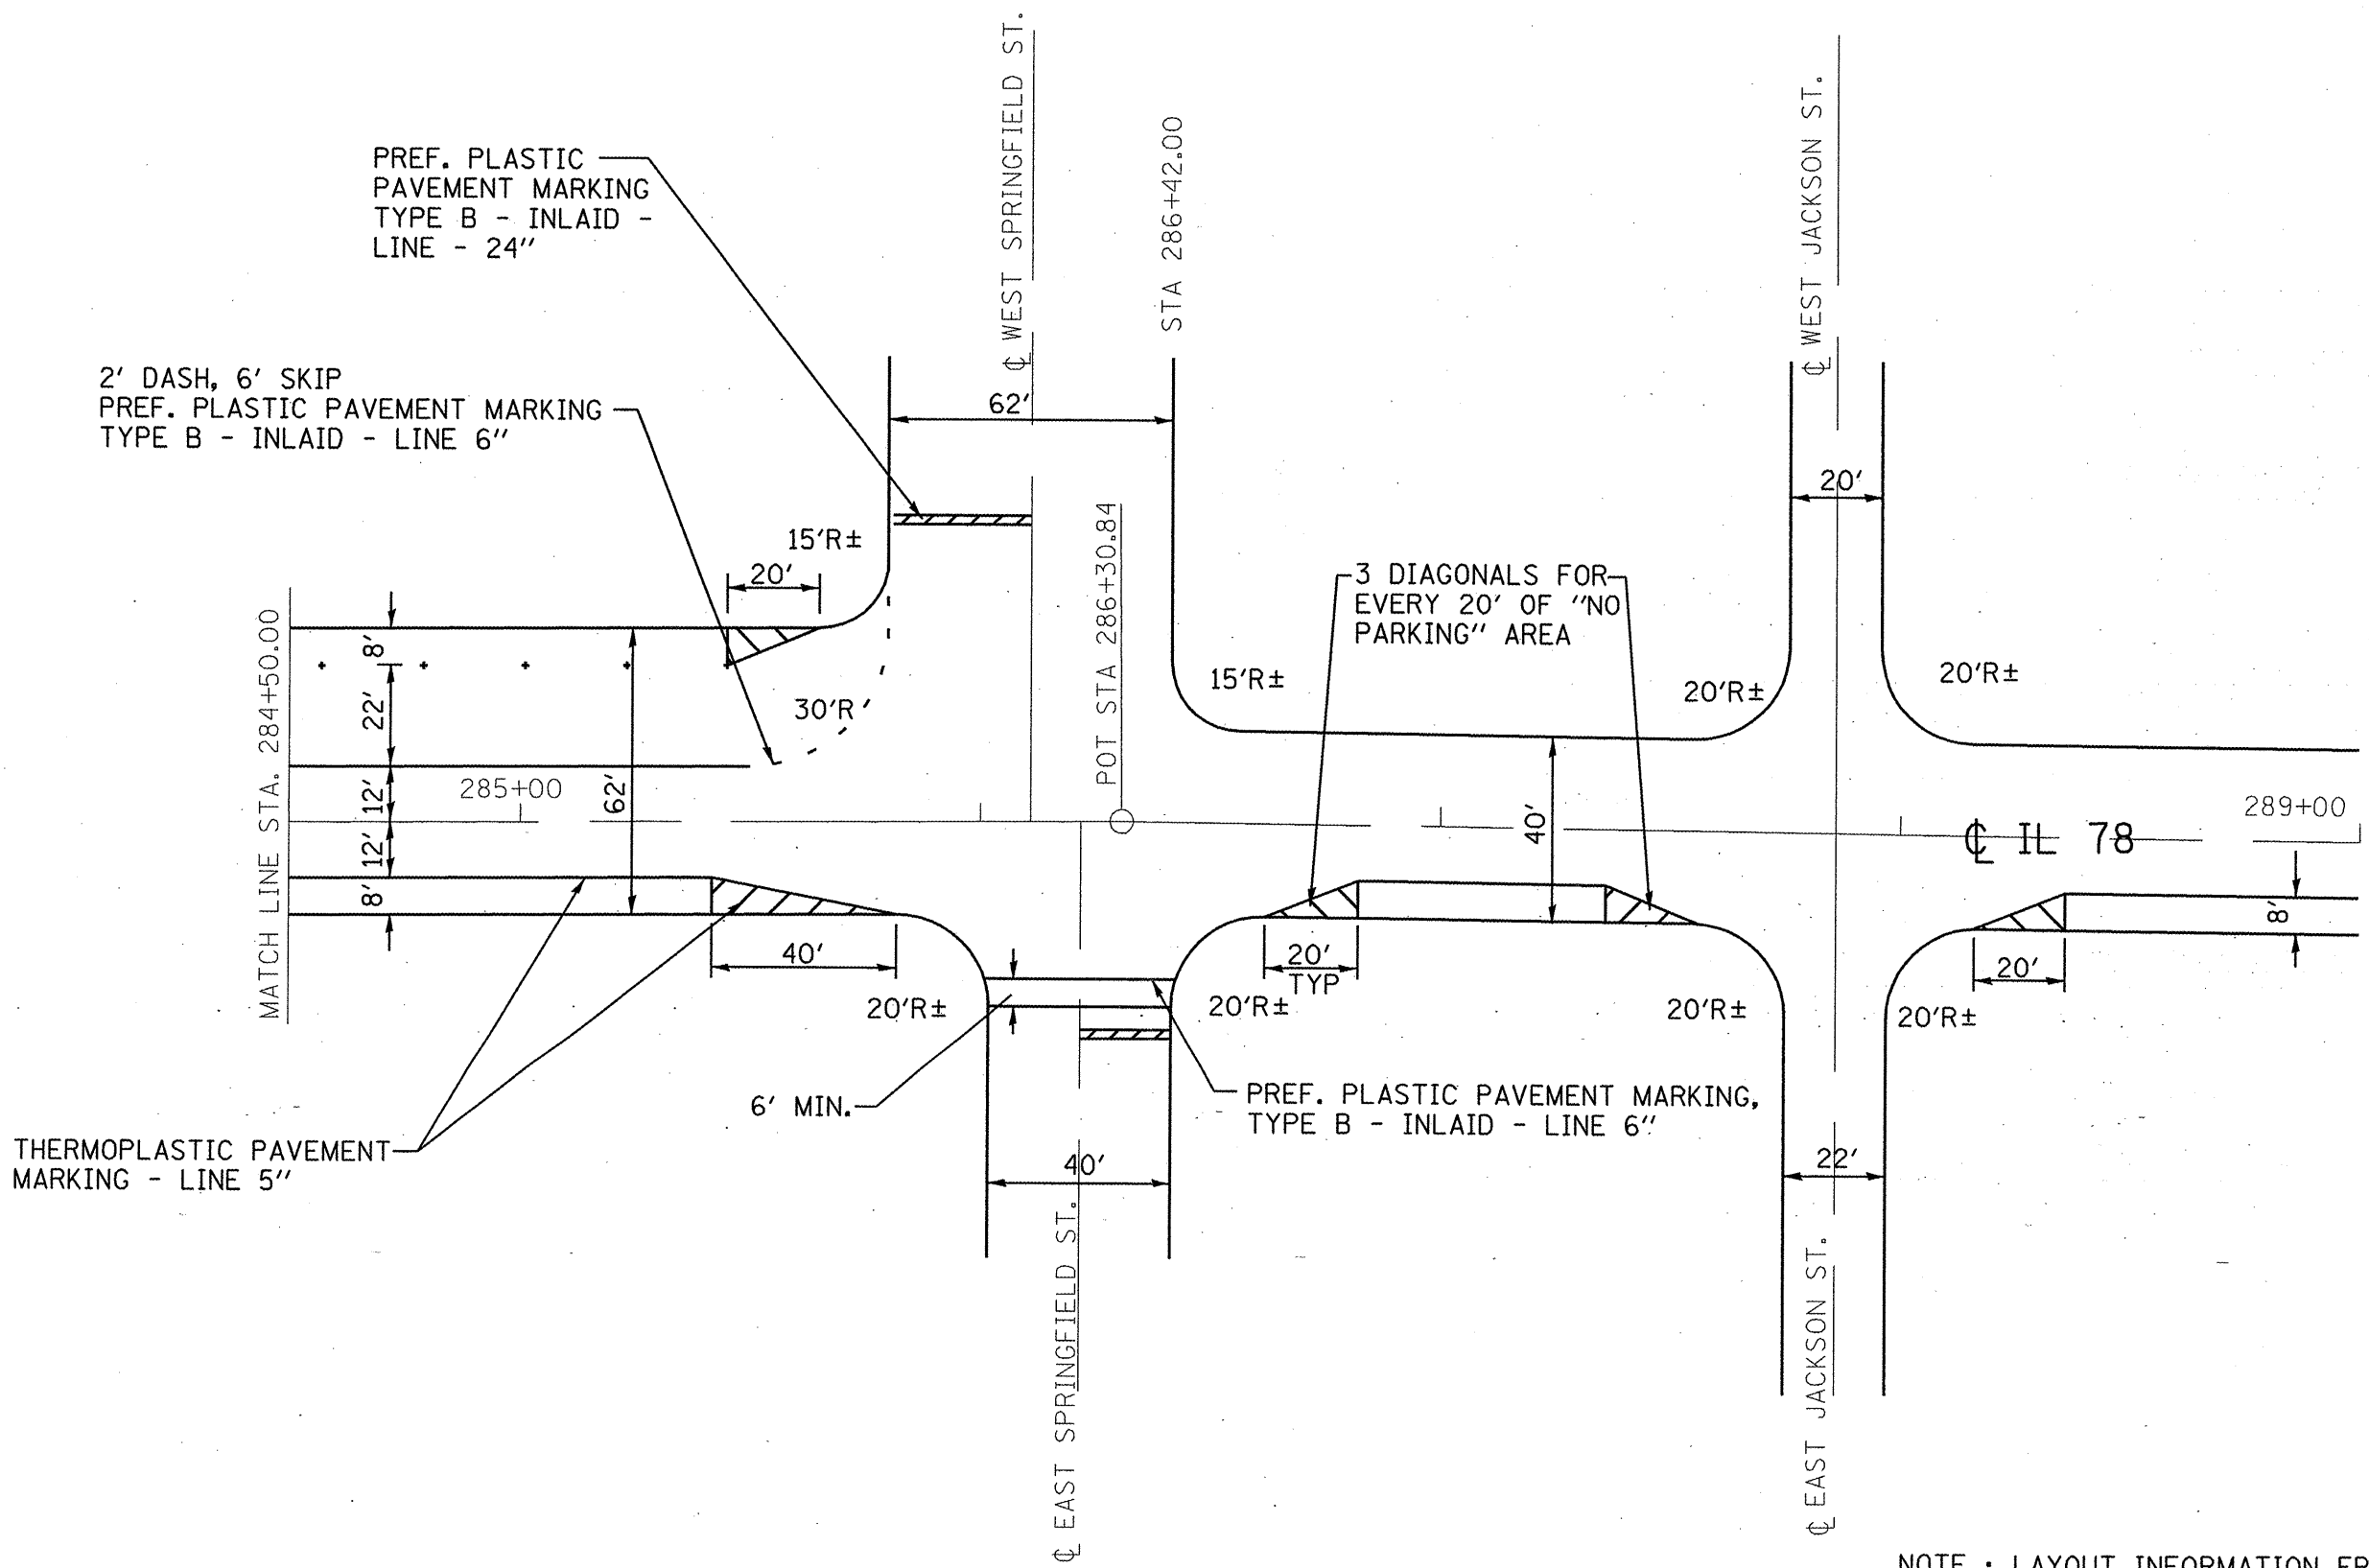 ℄ WEST SPRINGFIELD ST.
STA 286+42.00
℄ WEST JACKSON ST.
PREF. PLASTIC
PAVEMENT MARKING
TYPE B - INLAID -
LINE - 24"
2' DASH, 6' SKIP
PREF. PLASTIC PAVEMENT MARKING
TYPE B - INLAID - LINE 6"
62'
20'
15'R±
20'
POT STA 286+30.84
3 DIAGONALS FOR
EVERY 20' OF "NO
PARKING" AREA
MATCH LINE STA. 284+50.00
8'
22'
12'
12'
8'
62'
285+00
30'R
15'R±
20'R±
20'R±
40'
289+00
℄ IL 78
8'
40'
20'
TYP
20'
20'R±
20'R±
20'R±
20'R±
6' MIN.
PREF. PLASTIC PAVEMENT MARKING,
TYPE B - INLAID - LINE 6"
THERMOPLASTIC PAVEMENT
MARKING - LINE 5"
40'
22'
℄ EAST SPRINGFIELD ST.
℄ EAST JACKSON ST.
NOTE : LAYOUT INFORMATION